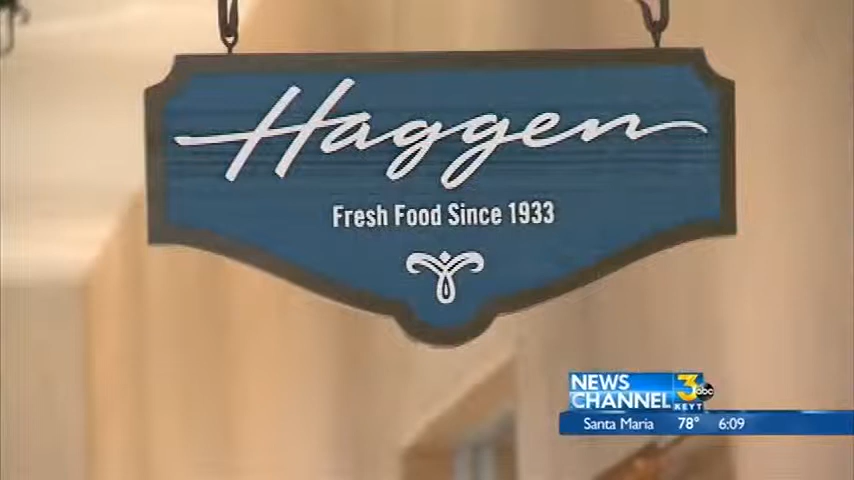 Haggen
Fresh Food Since 1933
NEWS
CHANNEL 3 abc
KEYT
Santa Maria 78° 6:09